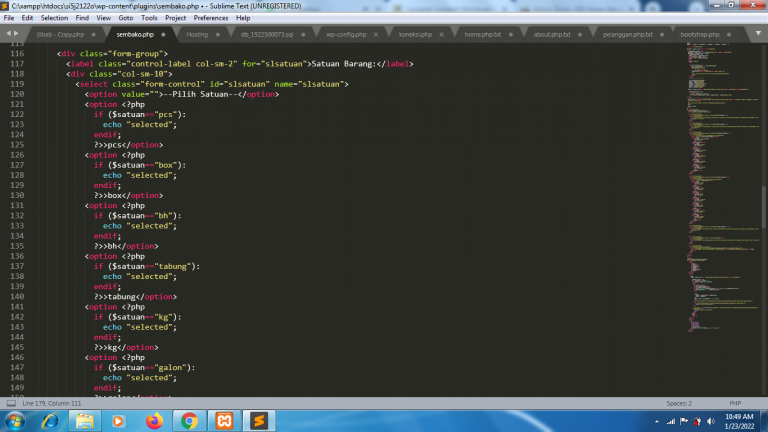 C:\xampp\htdocs\si5j2122o\wp-content\plugins\sembako.php • - Sublime Text (UNREGISTERED)
File Edit Selection Find View Goto Tools Project Preferences Help
jilbab - Copy.php sembako.php Hosting db_1922500073.sql wp-config.php koneksi.php home.php.txt about.php.txt pelanggan.php.txt bootstrap.php
115
116 <div class="form-group">
117 <label class="control-label col-sm-2" for="slsatuan">Satuan Barang:</label>
118 <div class="col-sm-10">
119 <select class="form-control" id="slsatuan" name="slsatuan">
120 <option value="">--Pilih Satuan--</option>
121 <option <?php
122 if ($satuan=="pcs"):
123 echo "selected";
124 endif;
125 ?>>pcs</option>
126 <option <?php
127 if ($satuan=="box"):
128 echo "selected";
129 endif;
130 ?>>box</option>
131 <option <?php
132 if ($satuan=="bh"):
133 echo "selected";
134 endif;
135 ?>>bh</option>
136 <option <?php
137 if ($satuan=="tabung"):
138 echo "selected";
139 endif;
140 ?>>tabung</option>
141 <option <?php
142 if ($satuan=="kg"):
143 echo "selected";
144 endif;
145 ?>>kg</option>
146 <option <?php
147 if ($satuan=="galon"):
148 echo "selected";
149 endif;
Line 179, Column 111 Spaces: 2 PHP
10:49 AM
1/23/2022